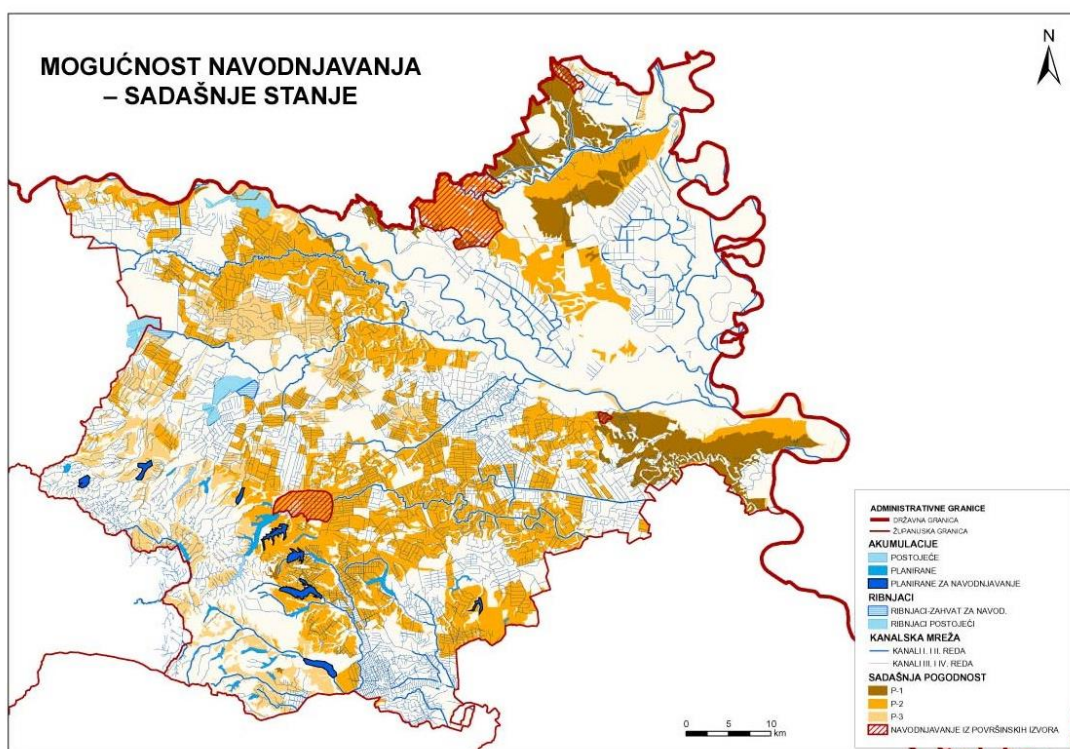 MOGUĆNOST NAVODNJAVANJA
– SADAŠNJE STANJE
N
ADMINISTRATIVNE GRANICE
DRŽAVNA GRANICA
ŽUPANIJSKA GRANICA
AKUMULACIJE
POSTOJEĆE
PLANIRANE
PLANIRANE ZA NAVODNJAVANJE
RIBNJACI
RIBNJACI-ZAHVAT ZA NAVOD.
RIBNJACI POSTOJEĆI
KANALSKA MREŽA
KANALI I. I II. REDA
KANALI III. I IV. REDA
SADAŠNJA POGODNOST
P-1
P-2
P-3
NAVODNJAVANJE IZ POVRŠINSKIH IZVORA
0 5 10
km